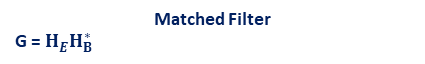 Matched Filter
G = H_E H_B^*